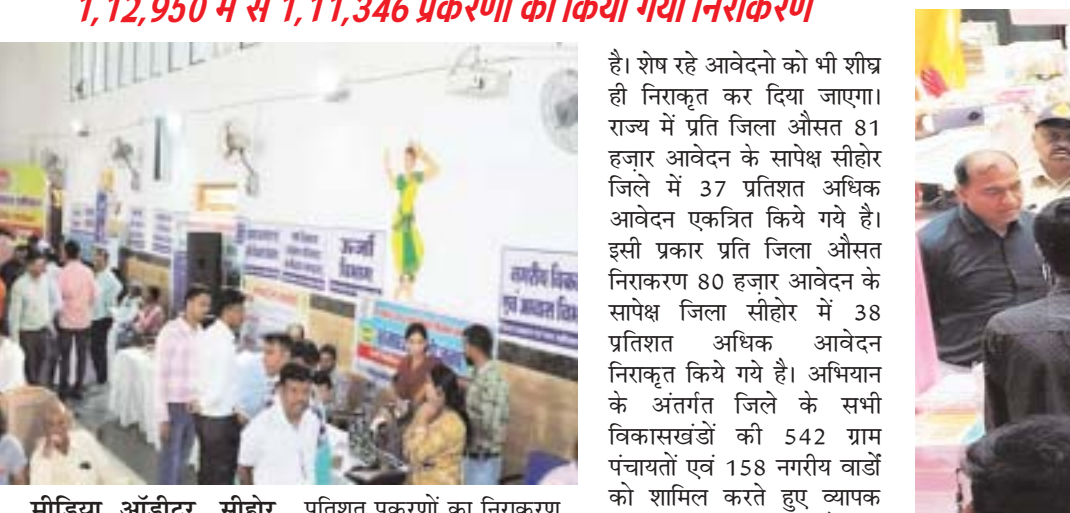 1,12,950 में से 1,11,346 प्रकरणों का किया गया निराकरण
ऊर्जा
विभाग
नगरीय विका
एवं आवास विभा
मीडिया ऑडीटर, सीहोर
प्रतिशत प्रकरणों का निराकरण
है। शेष रहे आवेदनो को भी शीघ्र
ही निराकृत कर दिया जाएगा।
राज्य में प्रति जिला औसत 81
हज़ार आवेदन के सापेक्ष सीहोर
जिले में 37 प्रतिशत अधिक
आवेदन एकत्रित किये गये है।
इसी प्रकार प्रति जिला औसत
निराकरण 80 हज़ार आवेदन के
सापेक्ष जिला सीहोर में 38
प्रतिशत अधिक आवेदन
निराकृत किये गये है। अभियान
के अंतर्गत जिले के सभी
विकासखंडों की 542 ग्राम
पंचायतों एवं 158 नगरीय वार्डों
को शामिल करते हुए व्यापक